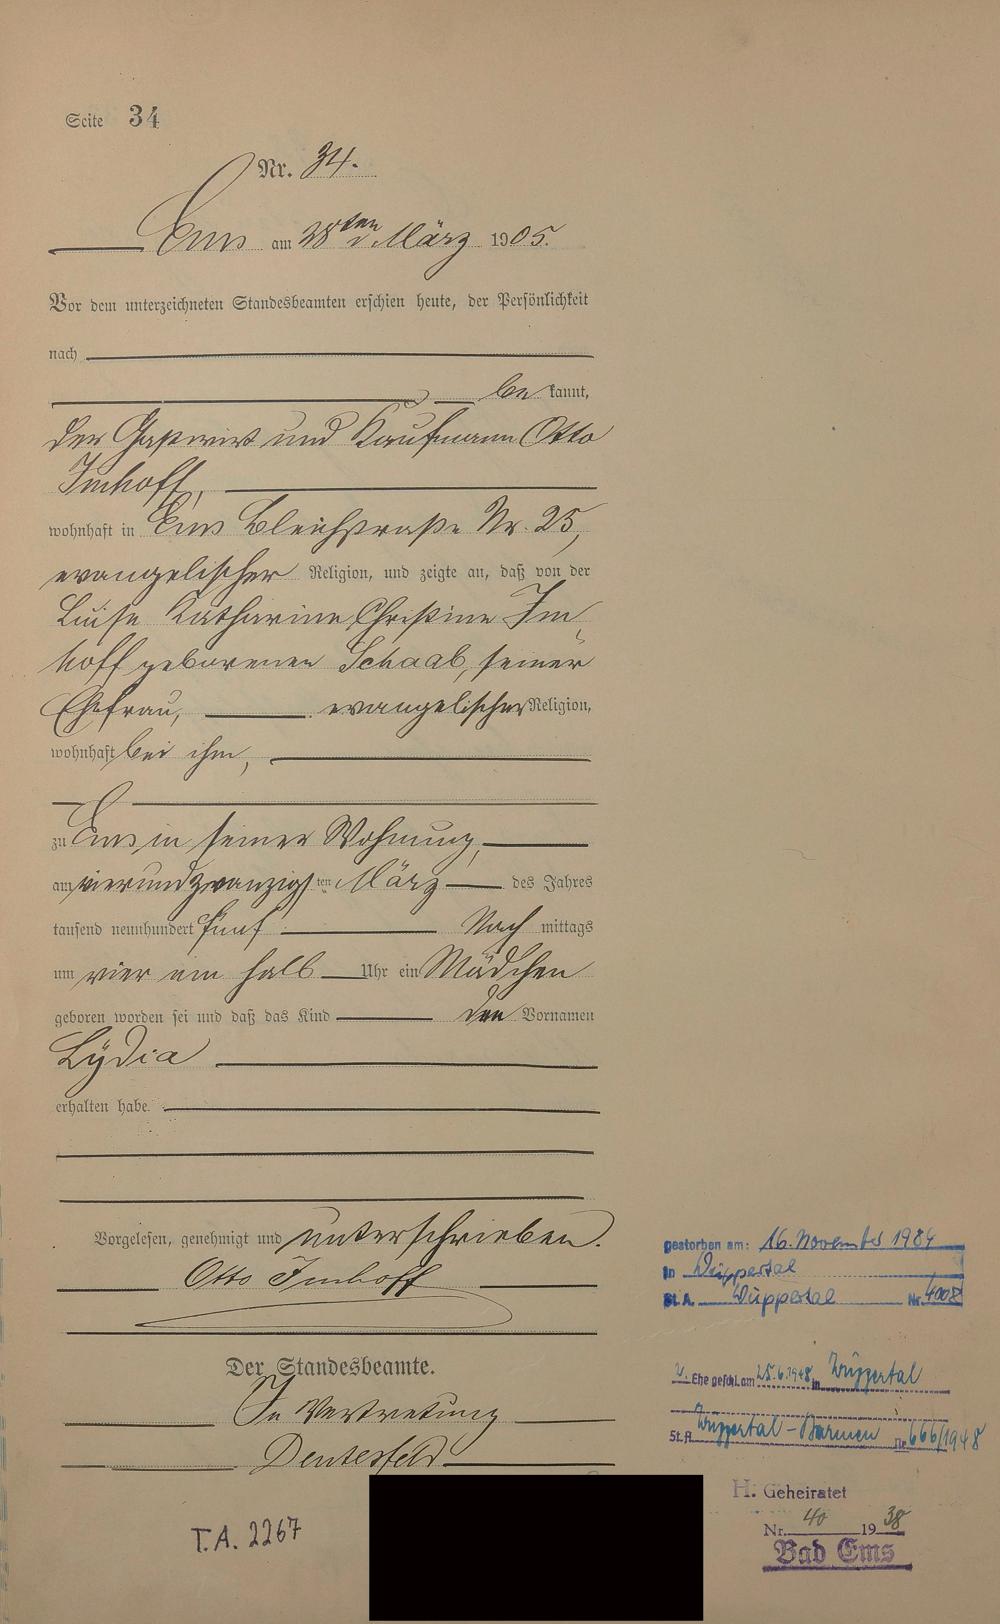 Seite 34
Nr. 34.
Ems am 28ten März 1905.
Vor dem unterzeichneten Standesbeamten erschien heute, der Persönlichkeit
nach
be kannt,
der Gastwirt und Kaufmann Otto
Imhoff,
wohnhaft in Ems Bleichstraße Nr. 25,
evangelischer Religion, und zeigte an, daß von der
Luise Katharine Christine Im
hoff geborenen Schaab, seiner
Ehefrau, evangelischer Religion,
wohnhaft bei ihm,
zu Ems in seiner Wohnung,
am vierundzwanzigsten März des Jahres
tausend neunhundert fünf Nach mittags
um vier ein halb Uhr ein Mädchen
geboren worden sei und daß das Kind den Vornamen
Lydia
erhalten habe.
Vorgelesen, genehmigt und unterschrieben.
Otto Imhoff
Der Standesbeamte.
In Vertretung
T.A. 2267
gestorben am: 16. November 1984
in Wuppertal
St.A. Wuppertal Nr. 4008
Ehe geschl. am 25.6.1948 in Wuppertal
St.A. Wuppertal-Barmen Nr 666/1948
H. Geheiratet
Nr. 40 1938
Bad Ems